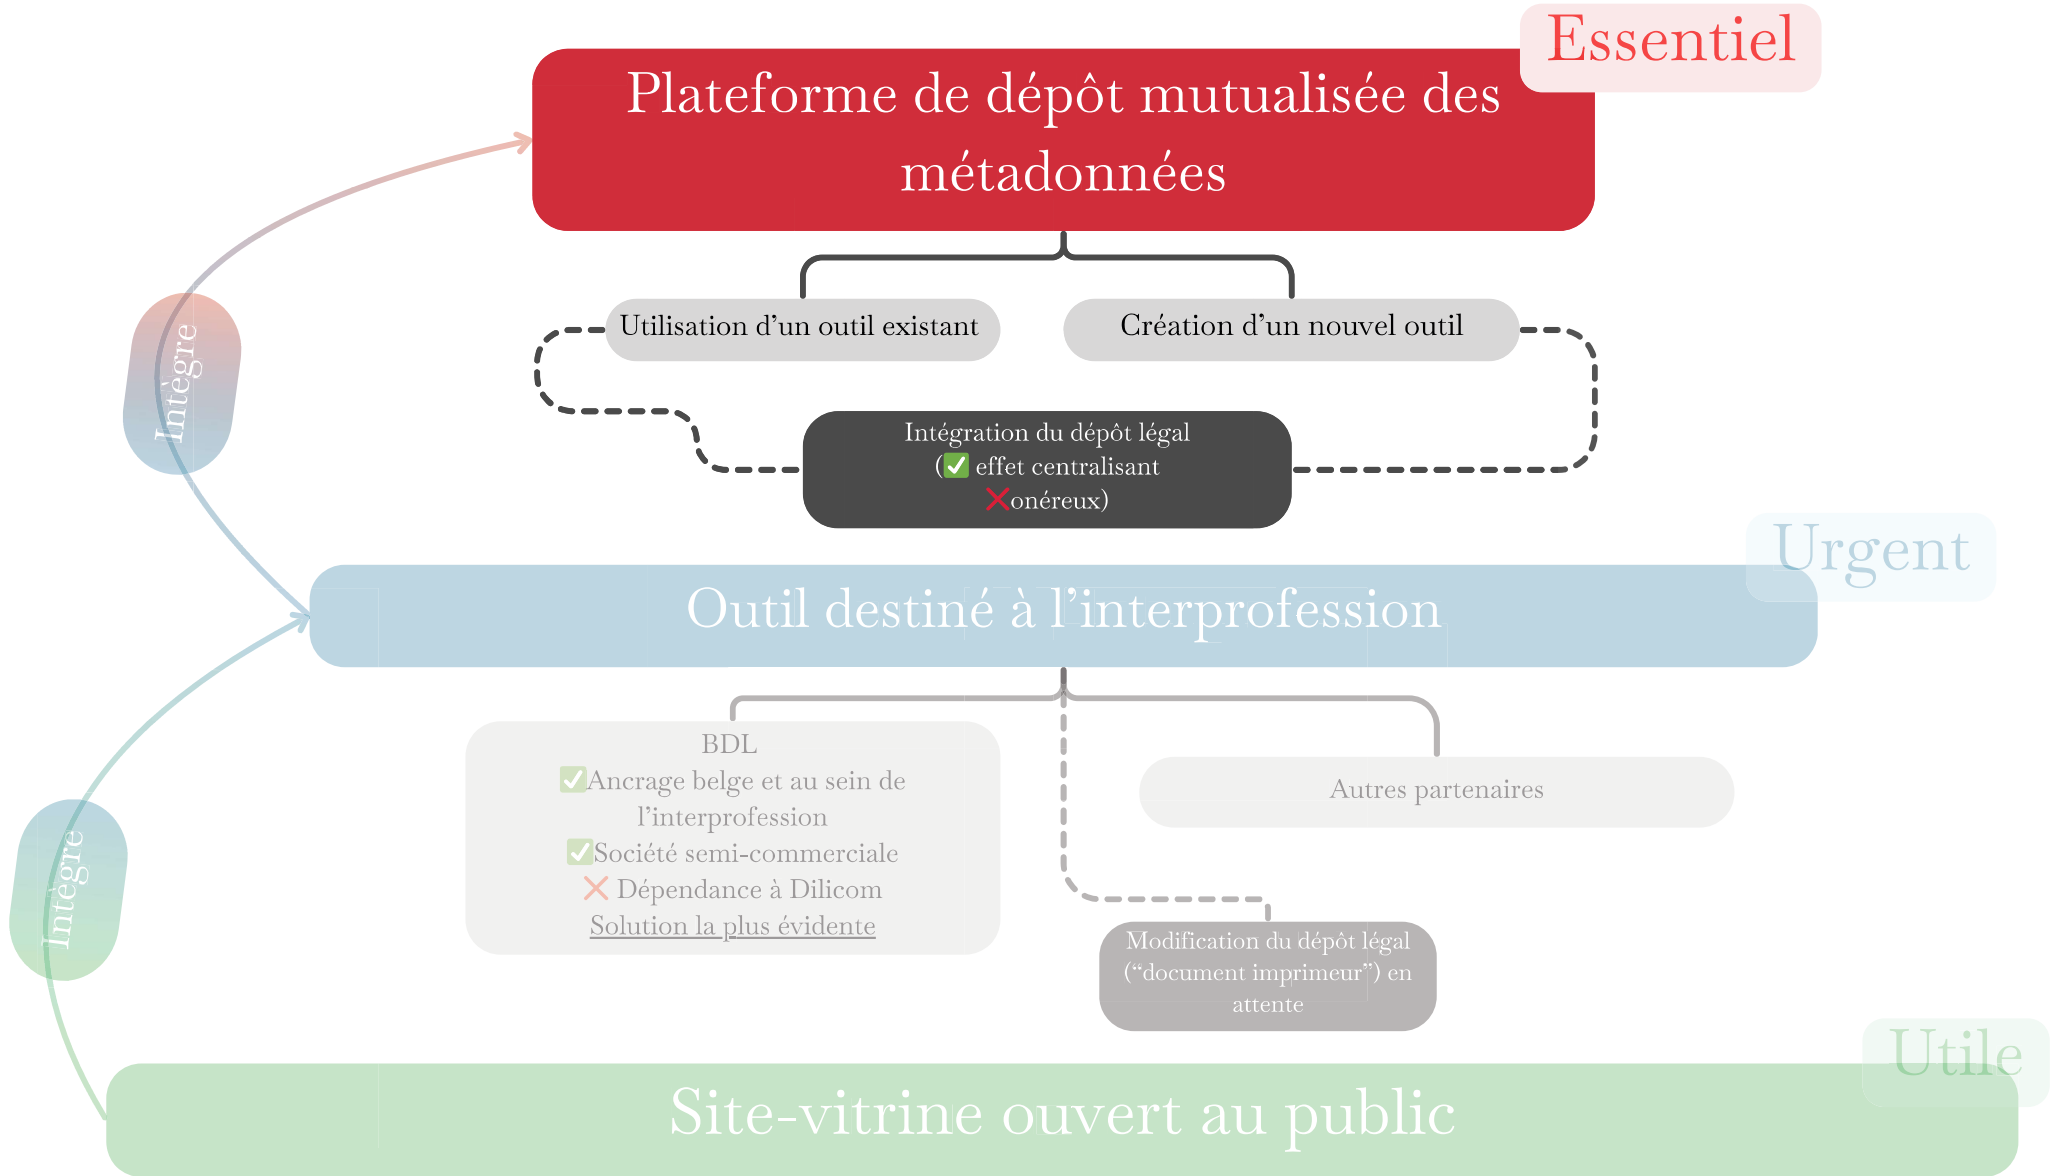 Essentiel
Plateforme de dépôt mutualisée des
métadonnées
Intègre
Utilisation d’un outil existant
Création d’un nouvel outil
Intégration du dépôt légal
(✅ effet centralisant
❌onéreux)
Urgent
Outil destiné à l’interprofession
BDL
✅Ancrage belge et au sein de
l’interprofession
✅Société semi-commerciale
❌ Dépendance à Dilicom
Solution la plus évidente
Autres partenaires
Intègre
Modification du dépôt légal
(“document imprimeur”) en
attente
Utile
Site-vitrine ouvert au public